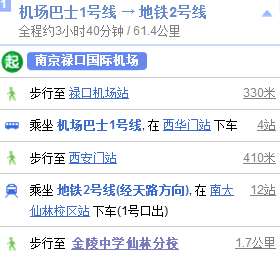 1
机场巴士1号线 → 地铁2号线
全程约3小时40分钟 / 61.4公里
起 南京禄口国际机场
步行至 禄口机场站 330米
乘坐 机场巴士1号线, 在 西华门站 下车 4站
步行至 西安门站 410米
乘坐 地铁2号线(经天路方向), 在 南大 12站
仙林校区站 下车(1号口出)
步行至 金陵中学仙林分校 1.7公里